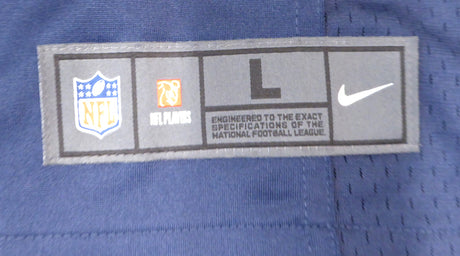 NFL
NFL PLAYERS
L
ENGINEERED TO THE EXACT
SPECIFICATIONS OF THE
NATIONAL FOOTBALL LEAGUE.